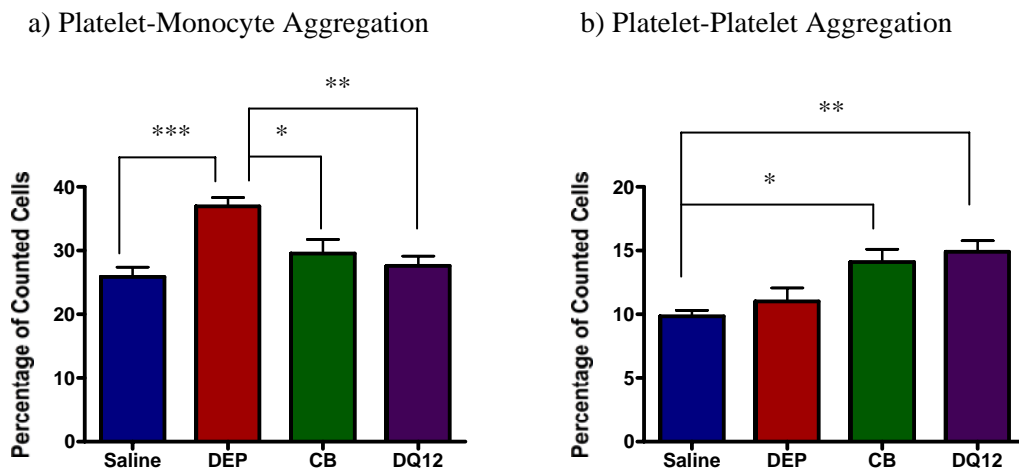 a) Platelet-Monocyte Aggregation
b) Platelet-Platelet Aggregation
**
***
*
Percentage of Counted Cells
40
30
20
10
0
Saline DEP CB DQ12
**
*
Percentage of Counted Cells
20
15
10
5
0
Saline DEP CB DQ12